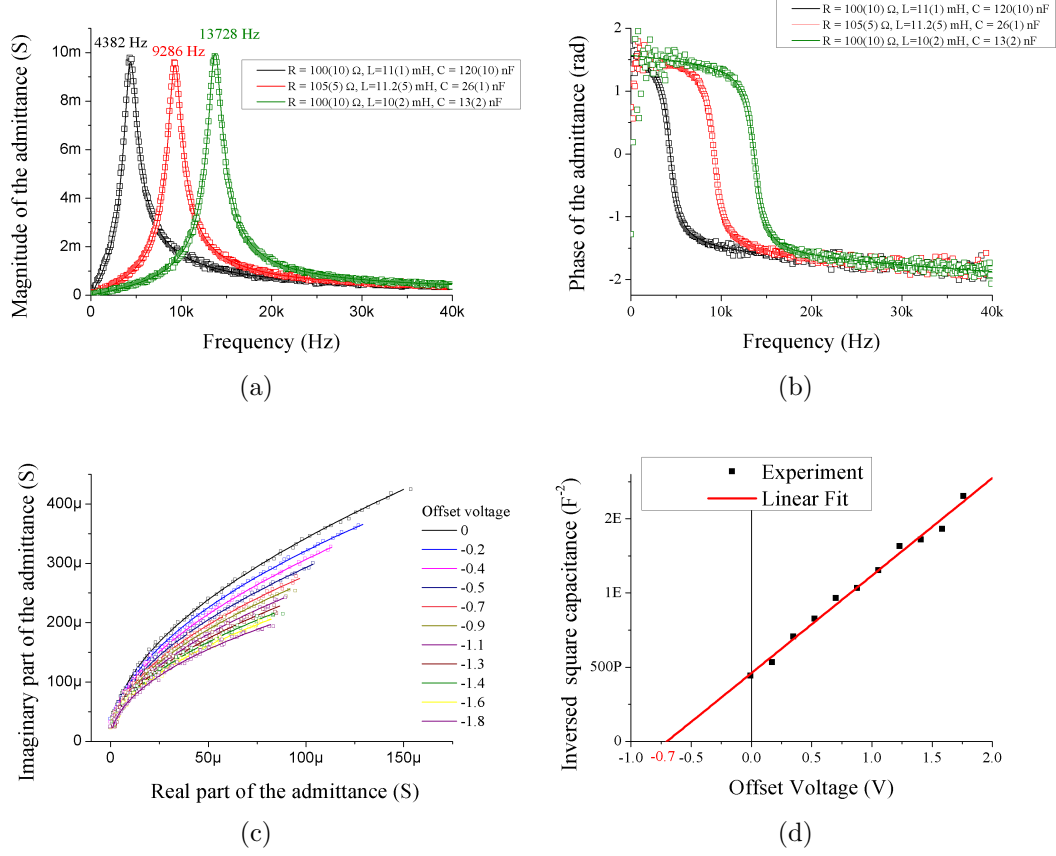 Magnitude of the admittance (S)
10m
8m
6m
4m
2m
0
4382 Hz
9286 Hz
13728 Hz
R = 100(10) Ω, L=11(1) mH, C = 120(10) nF
R = 105(5) Ω, L=11.2(5) mH, C = 26(1) nF
R = 100(10) Ω, L=10(2) mH, C = 13(2) nF
0 10k 20k 30k 40k
Frequency (Hz)
(a)
Phase of the admittance (rad)
2
1
0
-1
-2
R = 100(10) Ω, L=11(1) mH, C = 120(10) nF
R = 105(5) Ω, L=11.2(5) mH, C = 26(1) nF
R = 100(10) Ω, L=10(2) mH, C = 13(2) nF
0 10k 20k 30k 40k
Frequency (Hz)
(b)
Imaginary part of the admittance (S)
400µ
300µ
200µ
100µ
0
Offset voltage
0
-0.2
-0.4
-0.5
-0.7
-0.9
-1.1
-1.3
-1.4
-1.6
-1.8
0 50µ 100µ 150µ
Real part of the admittance (S)
(c)
Inversed square capacitance (F⁻²)
2E
1E
500P
0
Experiment
Linear Fit
-1.0 -0.7 -0.5 0.0 0.5 1.0 1.5 2.0
Offset Voltage (V)
(d)